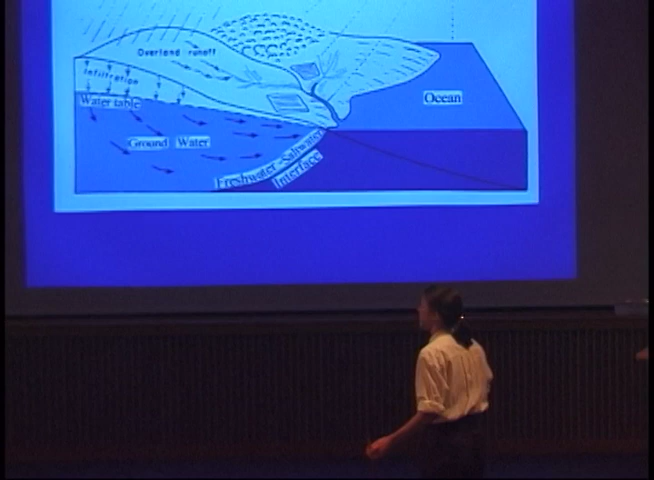 Overland runoff
Infiltration
Water table
Ocean
Ground Water
Freshwater-Saltwater
Interface